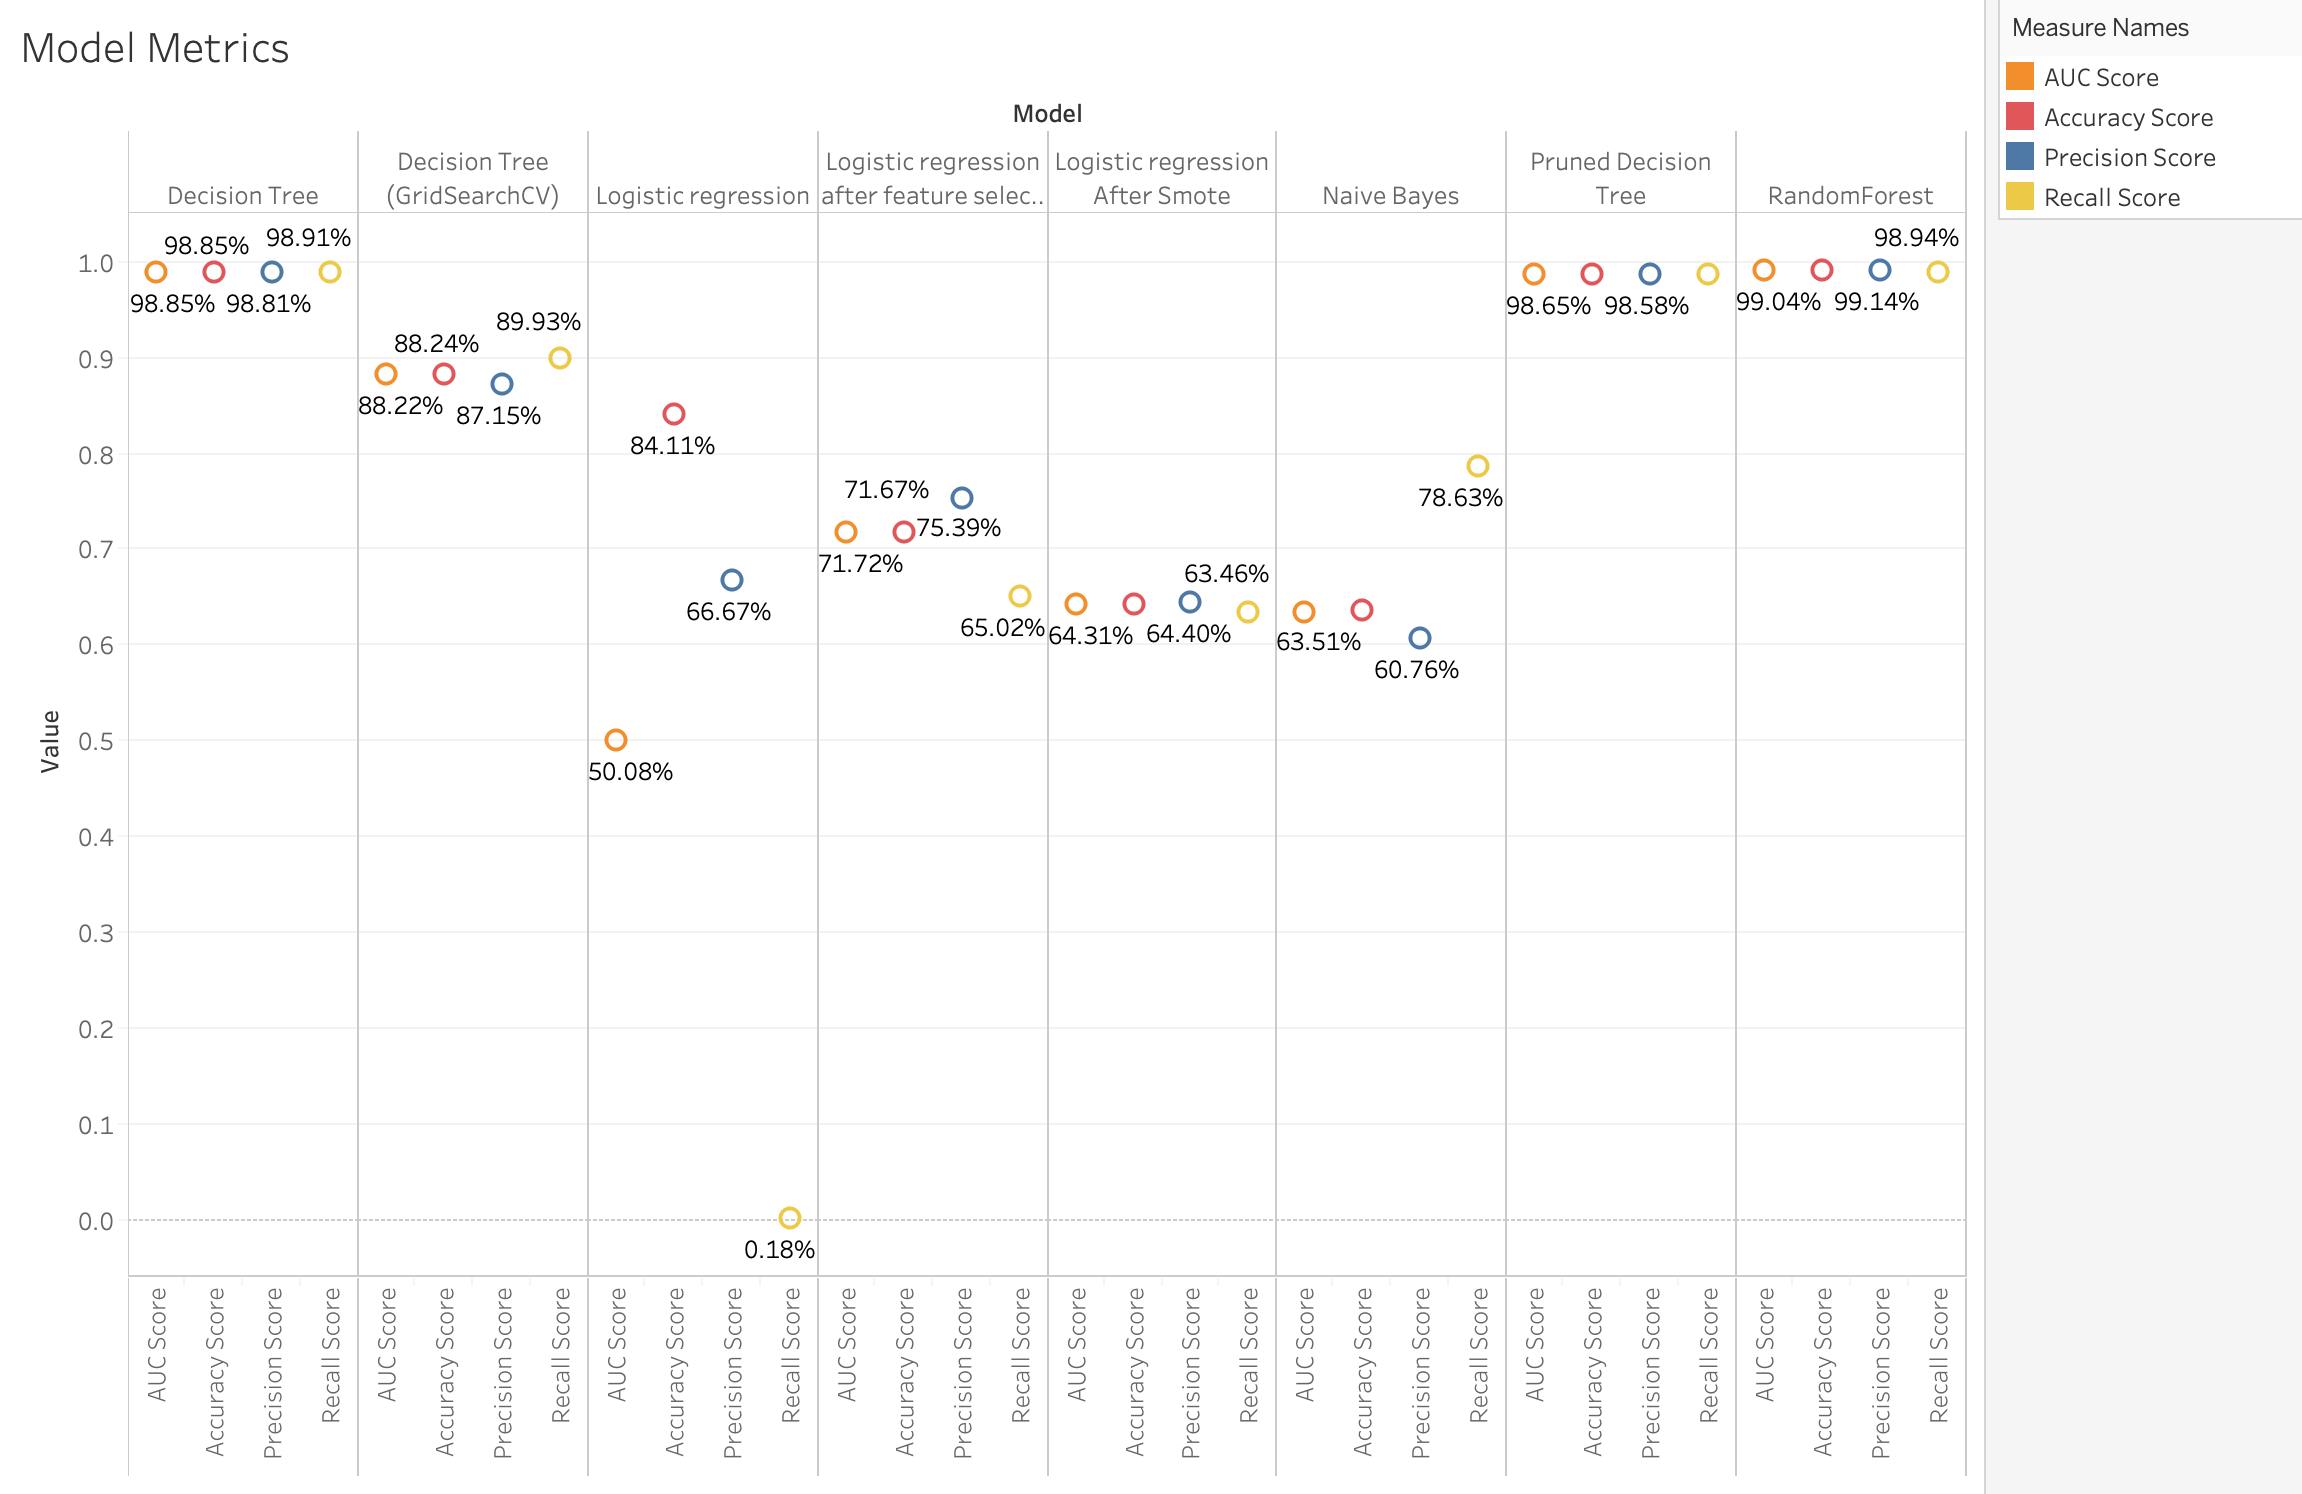 Model Metrics
Model
Decision Tree
Decision Tree
(GridSearchCV)
Logistic regression
Logistic regression
after feature selec..
Logistic regression
After Smote
Naive Bayes
Pruned Decision
Tree
RandomForest
Value
1.0
0.9
0.8
0.7
0.6
0.5
0.4
0.3
0.2
0.1
0.0
98.85%
98.85%
98.81%
98.91%
88.22%
88.24%
87.15%
89.93%
50.08%
84.11%
66.67%
0.18%
71.72%
71.67%
75.39%
65.02%
64.31%
64.40%
63.46%
63.51%
60.76%
78.63%
98.65%
98.58%
99.04%
99.14%
98.94%
AUC Score
Accuracy Score
Precision Score
Recall Score
AUC Score
Accuracy Score
Precision Score
Recall Score
AUC Score
Accuracy Score
Precision Score
Recall Score
AUC Score
Accuracy Score
Precision Score
Recall Score
AUC Score
Accuracy Score
Precision Score
Recall Score
AUC Score
Accuracy Score
Precision Score
Recall Score
AUC Score
Accuracy Score
Precision Score
Recall Score
AUC Score
Accuracy Score
Precision Score
Recall Score
Measure Names
AUC Score
Accuracy Score
Precision Score
Recall Score